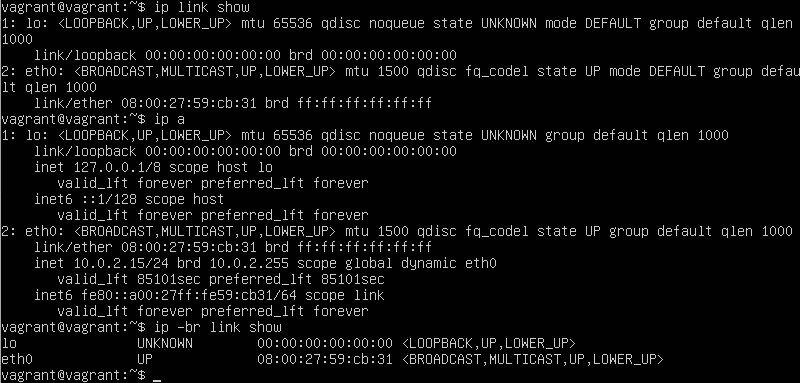 vagrant@vagrant:~$ ip link show
1: lo: <LOOPBACK,UP,LOWER_UP> mtu 65536 qdisc noqueue state UNKNOWN mode DEFAULT group default qlen
1000
    link/loopback 00:00:00:00:00:00 brd 00:00:00:00:00:00
2: eth0: <BROADCAST,MULTICAST,UP,LOWER_UP> mtu 1500 qdisc fq_codel state UP mode DEFAULT group defau
lt qlen 1000
    link/ether 08:00:27:59:cb:31 brd ff:ff:ff:ff:ff:ff
vagrant@vagrant:~$ ip a
1: lo: <LOOPBACK,UP,LOWER_UP> mtu 65536 qdisc noqueue state UNKNOWN group default qlen 1000
    link/loopback 00:00:00:00:00:00 brd 00:00:00:00:00:00
    inet 127.0.0.1/8 scope host lo
       valid_lft forever preferred_lft forever
    inet6 ::1/128 scope host
       valid_lft forever preferred_lft forever
2: eth0: <BROADCAST,MULTICAST,UP,LOWER_UP> mtu 1500 qdisc fq_codel state UP group default qlen 1000
    link/ether 08:00:27:59:cb:31 brd ff:ff:ff:ff:ff:ff
    inet 10.0.2.15/24 brd 10.0.2.255 scope global dynamic eth0
       valid_lft 85101sec preferred_lft 85101sec
    inet6 fe80::a00:27ff:fe59:cb31/64 scope link
       valid_lft forever preferred_lft forever
vagrant@vagrant:~$ ip -br link show
lo               UNKNOWN        00:00:00:00:00:00 <LOOPBACK,UP,LOWER_UP>
eth0             UP             08:00:27:59:cb:31 <BROADCAST,MULTICAST,UP,LOWER_UP>
vagrant@vagrant:~$ _